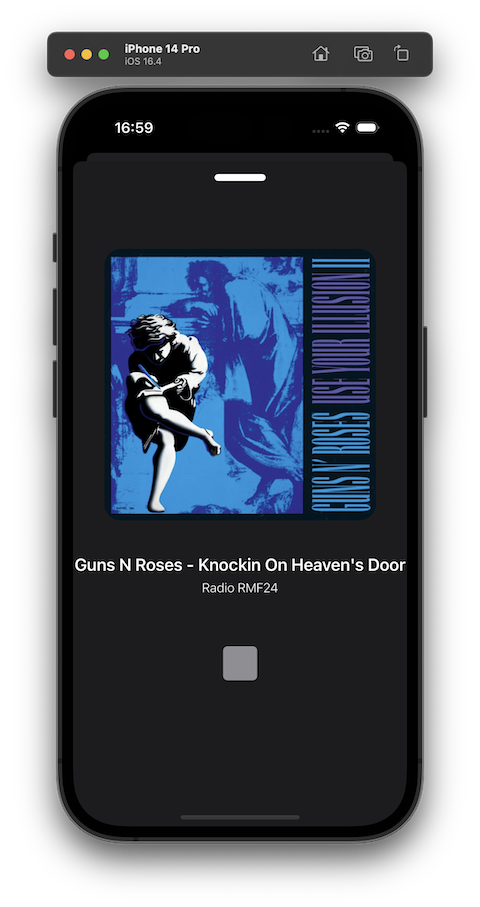 iPhone 14 Pro
iOS 16.4
16:59
GUNS N' ROSES USE YOUR ILLUSION II
Guns N Roses - Knockin On Heaven's Door
Radio RMF24